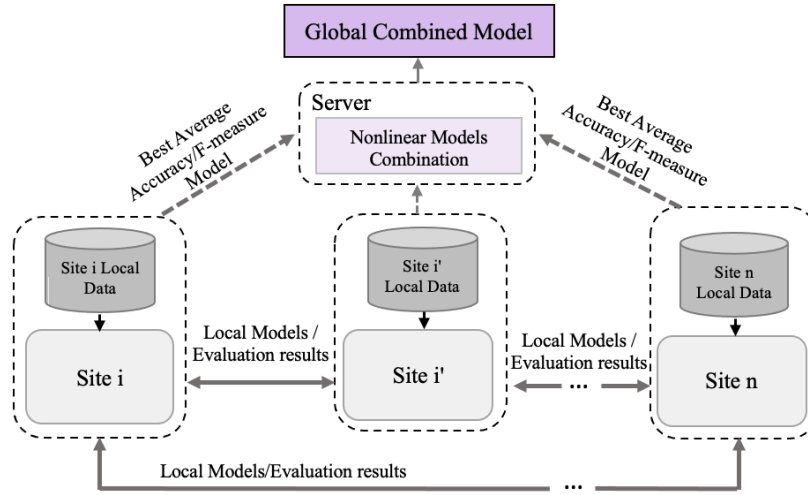 Global Combined Model
Server
Nonlinear Models
Combination
Best Average
Accuracy/F-measure
Model
Best Average
Accuracy/F-measure
Model
Site i Local
Data
Site i'
Local Data
Site n
Local Data
Local Models /
Evaluation results
Local Models /
Evaluation results
...
Site i
Site i'
Site n
Local Models/Evaluation results
...